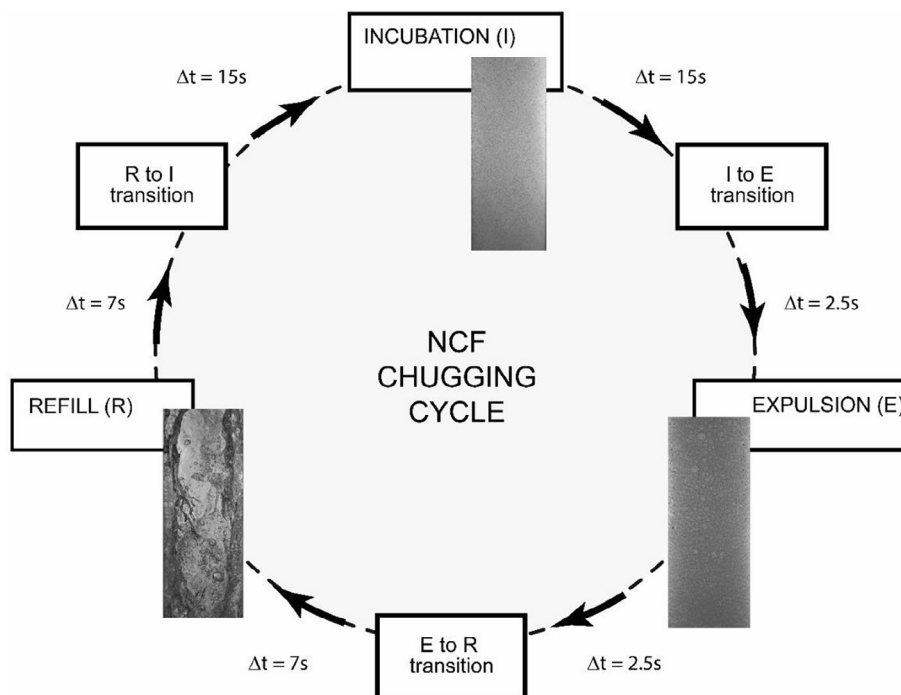 INCUBATION (I)
Δt = 15s
Δt = 15s
R to I
transition
I to E
transition
Δt = 7s
Δt = 2.5s
NCF
CHUGGING
CYCLE
REFILL (R)
EXPULSION (E)
E to R
transition
Δt = 7s
Δt = 2.5s